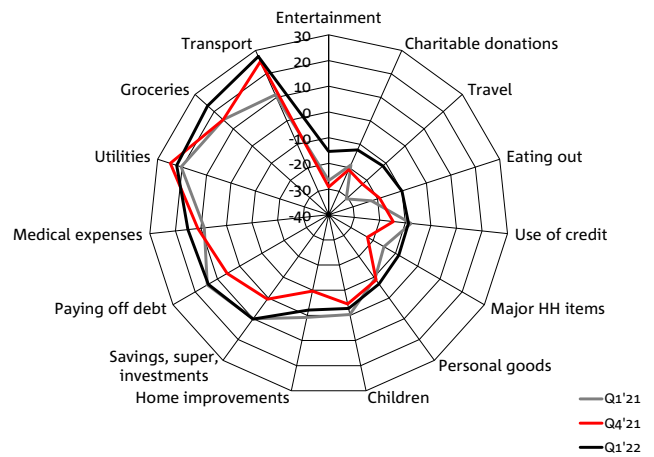 Entertainment
30
20
10
00
-10
-20
-30
-40
Charitable donations
Travel
Eating out
Use of credit
Major HH items
Personal goods
Children
Home improvements
Savings, super,
investments
Paying off debt
Medical expenses
Utilities
Groceries
Transport
Q1'21
Q4'21
Q1'22